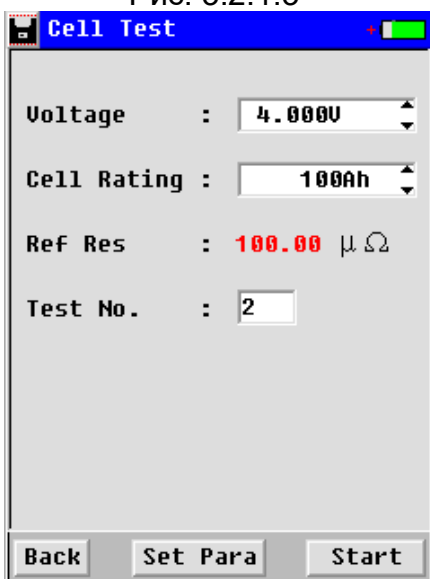 Cell Test
Voltage : 4.000V
Cell Rating : 100Ah
Ref Res : 100.00 μΩ
Test No. : 2
Back Set Para Start